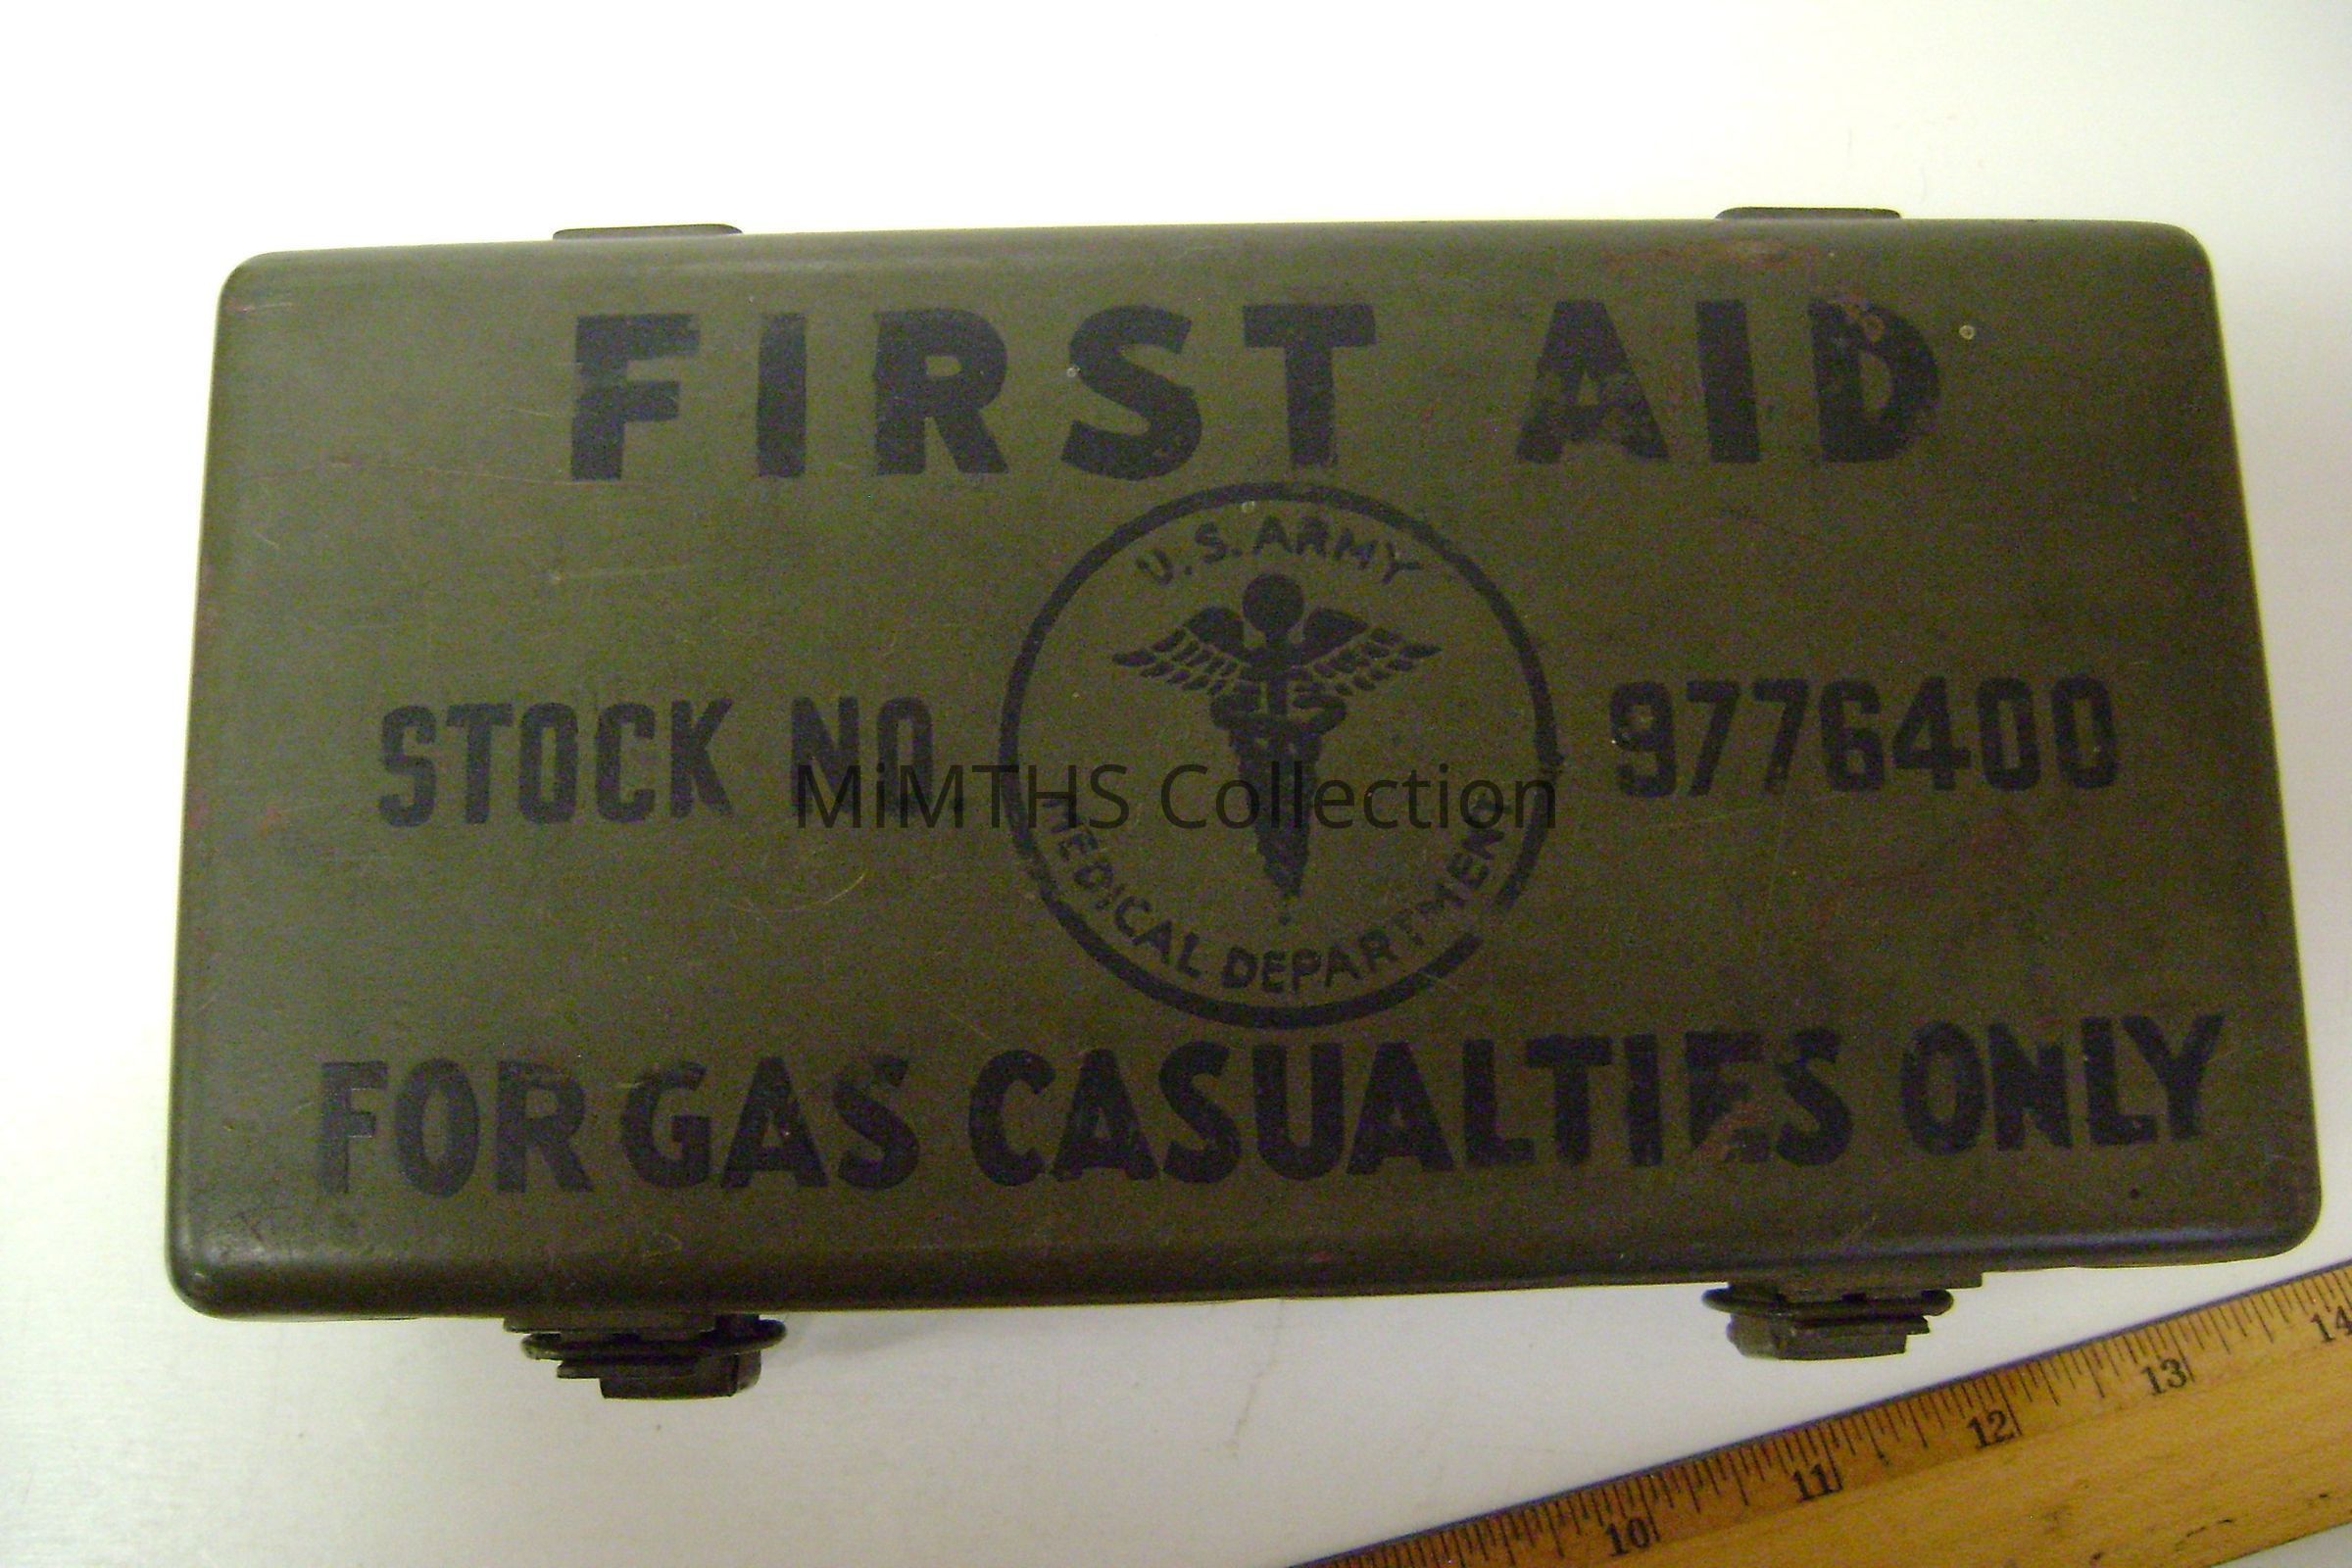 FIRST AID
U.S. ARMY
STOCK NO. 9776400
MiMTHS Collection
MEDICAL DEPARTMENT
FOR GAS CASUALTIES ONLY
10 11 12 13 14